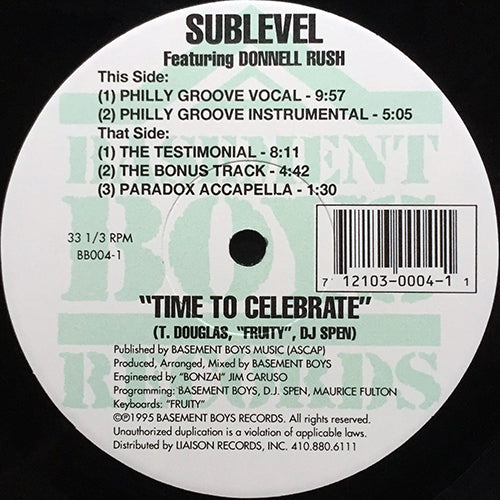 SUBLEVEL
Featuring DONNELL RUSH
This Side:
(1) PHILLY GROOVE VOCAL - 9:57
(2) PHILLY GROOVE INSTRUMENTAL - 5:05
That Side:
(1) THE TESTIMONIAL - 8:11
(2) THE BONUS TRACK - 4:42
(3) PARADOX ACCAPELLA - 1:30
BASEMENT
BOYS
RECORDS
33 1/3 RPM
BB004-1
7 12103-0004-1 1
"TIME TO CELEBRATE"
(T. DOUGLAS, "FRUITY", DJ SPEN)
Published by BASEMENT BOYS MUSIC (ASCAP)
Produced, Arranged, Mixed by BASEMENT BOYS
Engineered by "BONZAI" JIM CARUSO
Programming: BASEMENT BOYS, D.J. SPEN, MAURICE FULTON
Keyboards: "FRUITY"
©℗1995 BASEMENT BOYS RECORDS. All rights reserved.
Unauthorized duplication is a violation of applicable laws.
Distributed by LIAISON RECORDS, INC. 410.880.6111